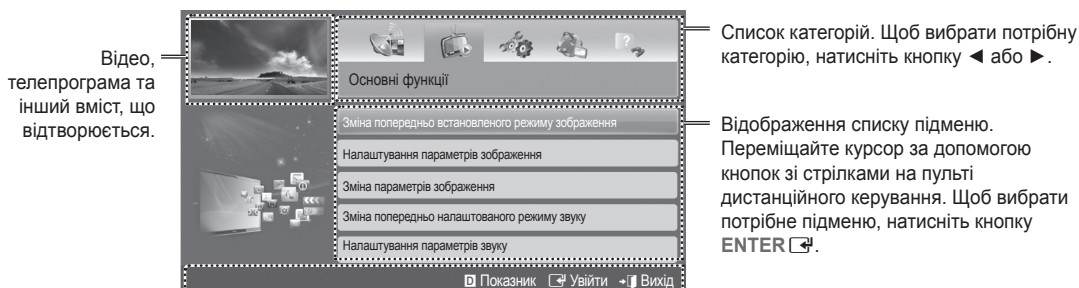 Відео,
телепрограма та
інший вміст, що
відтворюється.
Основні функції
Зміна попередньо встановленого режиму зображення
Налаштування параметрів зображення
Зміна параметрів зображення
Зміна попередньо налаштованого режиму звуку
Налаштування параметрів звуку
D Показник Увійти Вихід
Список категорій. Щоб вибрати потрібну
категорію, натисніть кнопку ◄ або ►.
Відображення списку підменю.
Переміщайте курсор за допомогою
кнопок зі стрілками на пульті
дистанційного керування. Щоб вибрати
потрібне підменю, натисніть кнопку
ENTER.